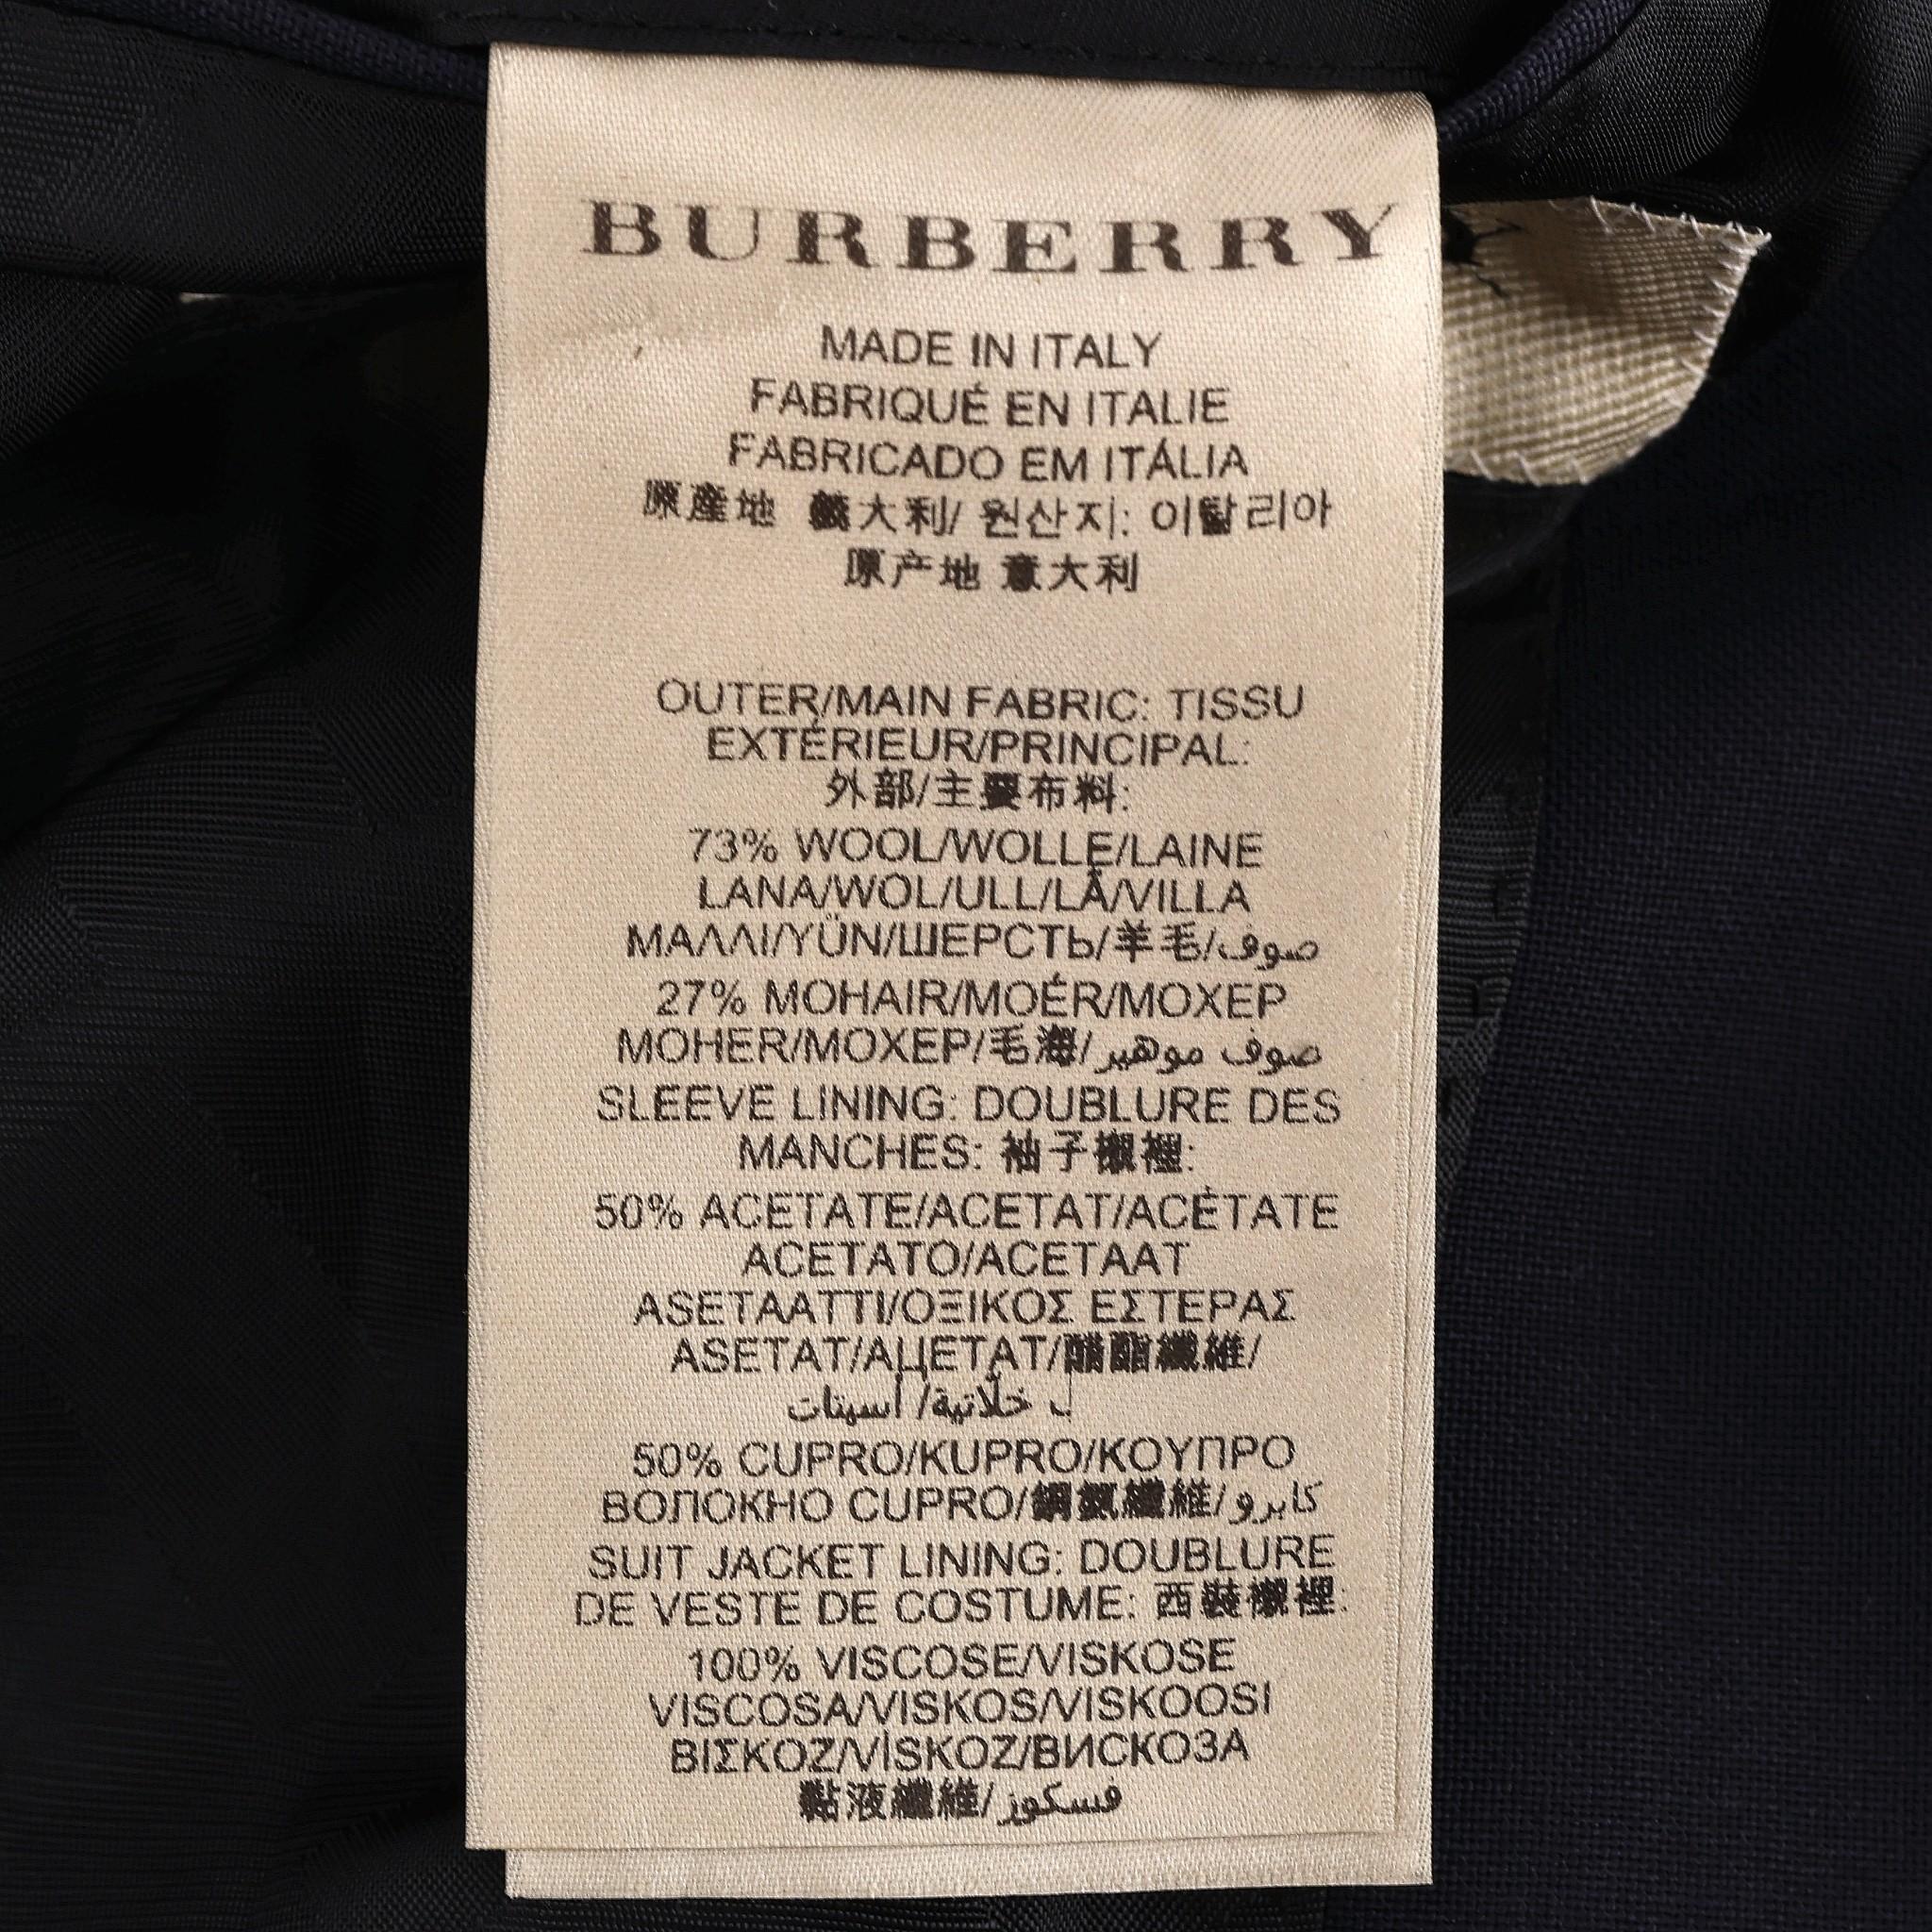 BURBERRY
MADE IN ITALY
FABRIQUÉ EN ITALIE
FABRICADO EM ITÁLIA
原産地 義大利/ 원산지: 이탈리아
原产地 意大利
OUTER/MAIN FABRIC: TISSU
EXTÉRIEUR/PRINCIPAL:
外部/主要布料:
73% WOOL/WOLLE/LAINE
LANA/WOL/ULL/LÃ/VILLA
ΜΑΛΛΙ/YÜN/ШЕРСТЬ/羊毛/صوف
27% MOHAIR/MOÉR/ΜΟΧΕΡ
MOHER/MOXEP/毛海/صوف موهير
SLEEVE LINING: DOUBLURE DES
MANCHES: 袖子襯裡:
50% ACETATE/ACETAT/ACÉTATE
ACETATO/ACETAAT
ASETAATTI/ΟΞΙΚΟΣ ΕΣΤΕΡΑΣ
ASETAT/АЦЕТАТ/醋酯纖維/
خلّاتية/ أسيتات
50% CUPRO/KUPRO/ΚΟΥΠΡΟ
ВОЛОКНО CUPRO/銅氨纖維/كابرو
SUIT JACKET LINING: DOUBLURE
DE VESTE DE COSTUME: 西裝襯裡:
100% VISCOSE/VISKOSE
VISCOSA/VISKOS/VISKOOSI
ΒΙΣΚΟΖ/VİSKOZ/ВИСКОЗА
黏液纖維/فسكوز